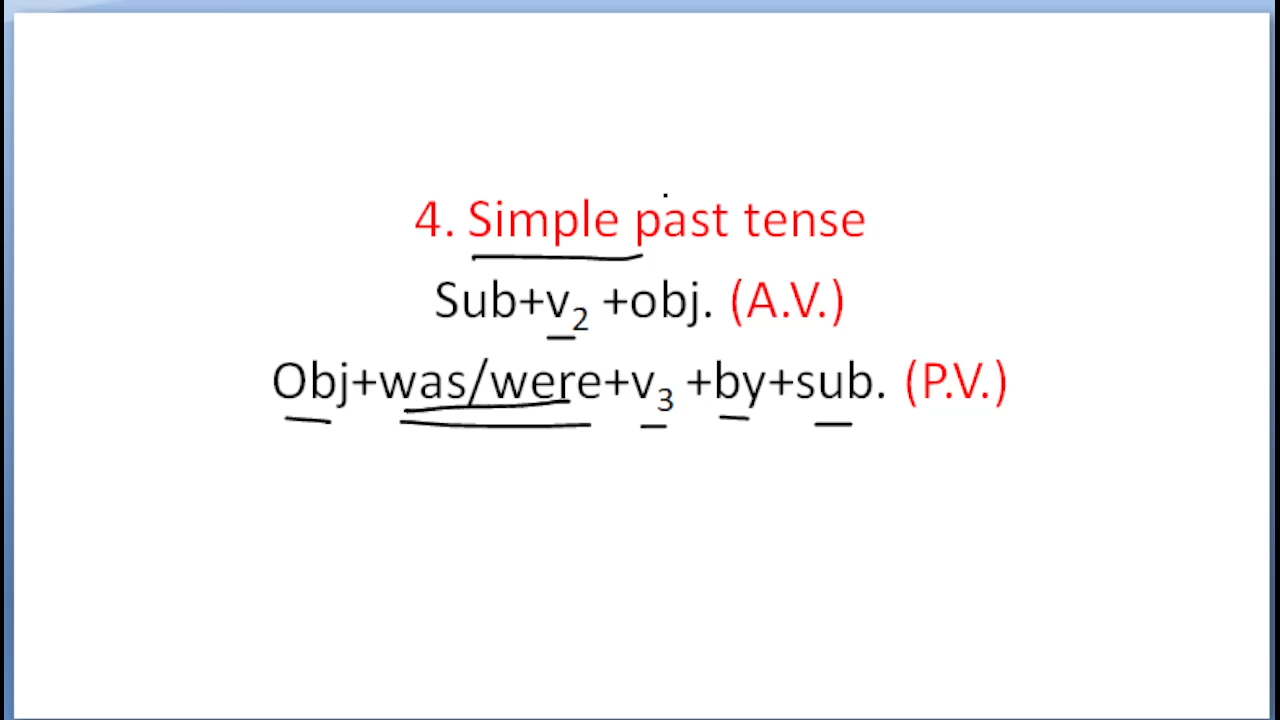 4. Simple past tense
Sub+v₂ +obj. (A.V.)
Obj+was/were+v₃ +by+sub. (P.V.)